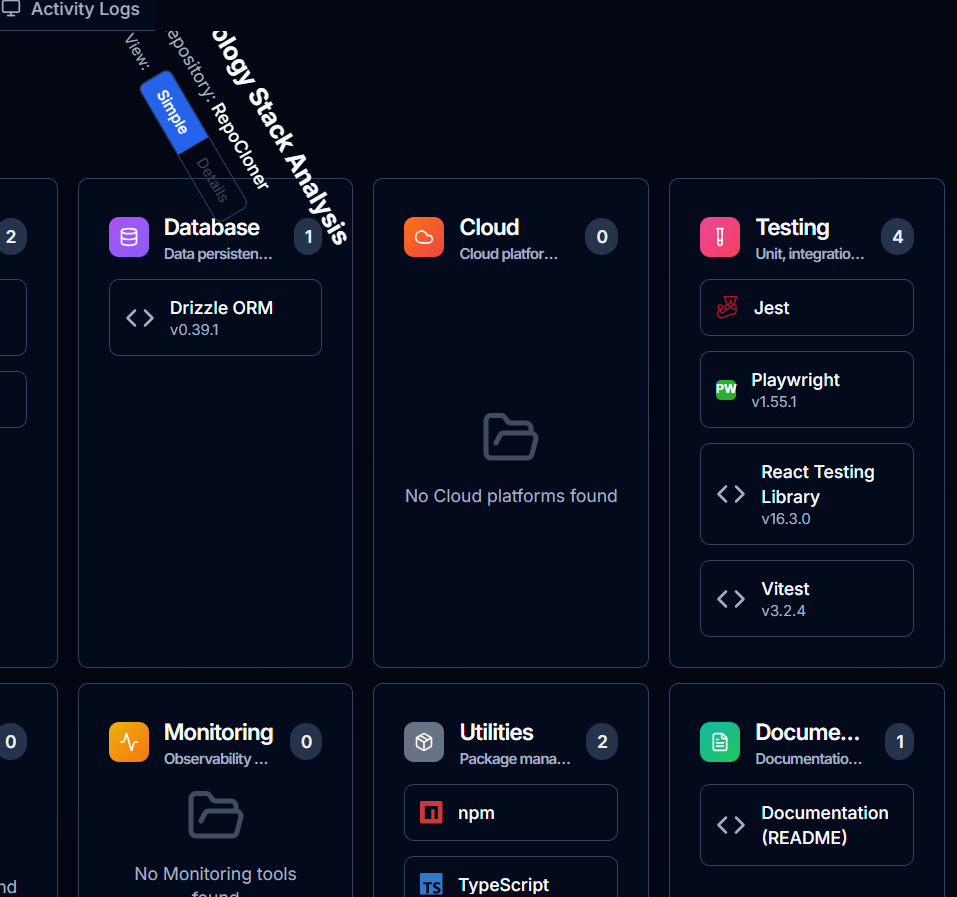 Activity Logs
ology Stack Analysis
epository: RepoCloner
View:
Simple
Details
2
Database
1
Data persisten...
Drizzle ORM
v0.39.1
Cloud
0
Cloud platfor...
No Cloud platforms found
Testing
4
Unit, integratio...
Jest
PW
Playwright
v1.55.1
React Testing
Library
v16.3.0
Vitest
v3.2.4
0
nd
Monitoring
0
Observability ...
No Monitoring tools
found
Utilities
2
Package mana...
npm
TS
TypeScript
Docume...
1
Documentatio...
Documentation
(README)